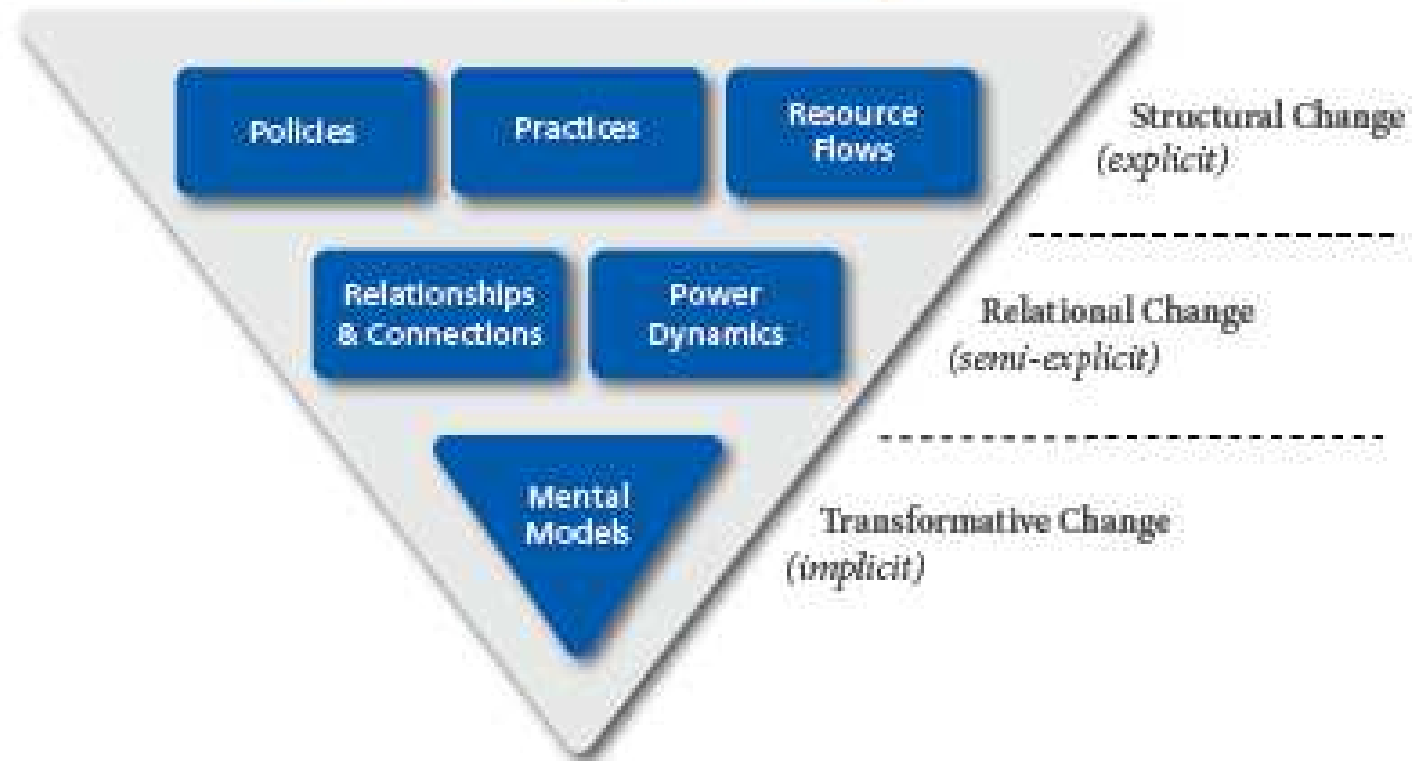 Policies
Practices
Resource
Flows
Structural Change
(explicit)
Relationships
& Connections
Power
Dynamics
Relational Change
(semi-explicit)
Mental
Models
Transformative Change
(implicit)